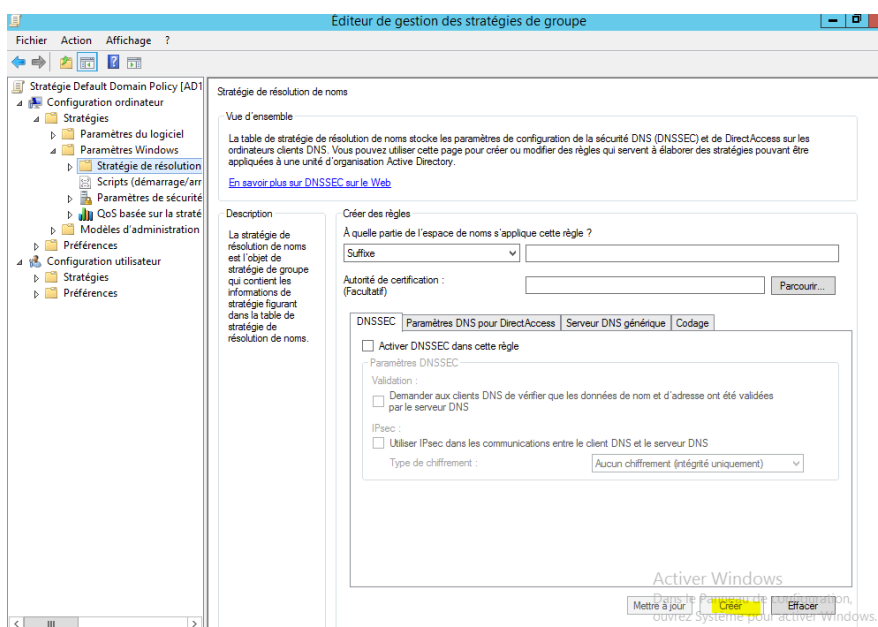 Éditeur de gestion des stratégies de groupe
Fichier Action Affichage ?
Stratégie Default Domain Policy [AD1
Configuration ordinateur
Stratégies
Paramètres du logiciel
Paramètres Windows
Stratégie de résolution
Scripts (démarrage/arr
Paramètres de sécurité
QoS basée sur la straté
Modèles d'administration
Préférences
Configuration utilisateur
Stratégies
Préférences
Stratégie de résolution de noms
Vue d'ensemble
La table de stratégie de résolution de noms stocke les paramètres de configuration de la sécurité DNS (DNSSEC) et de DirectAccess sur les
ordinateurs clients DNS. Vous pouvez utiliser cette page pour créer ou modifier des règles qui servent à élaborer des stratégies pouvant être
appliquées à une unité d'organisation Active Directory.
En savoir plus sur DNSSEC sur le Web
Description
La stratégie de
résolution de noms
est l'objet de
stratégie de groupe
qui contient les
informations de
stratégie figurant
dans la table de
stratégie de
résolution de noms.
Créer des règles
À quelle partie de l'espace de noms s'applique cette règle ?
Suffixe
Autorité de certification :
(Facultatif)
Parcourir...
DNSSEC Paramètres DNS pour DirectAccess Serveur DNS générique Codage
Activer DNSSEC dans cette règle
Paramètres DNSSEC
Validation :
Demander aux clients DNS de vérifier que les données de nom et d'adresse ont été validées
par le serveur DNS
IPsec :
Utiliser IPsec dans les communications entre le client DNS et le serveur DNS
Type de chiffrement : Aucun chiffrement (intégrité uniquement)
Activer Windows
Dans le Panneau de configuration,
ouvrez Système pour activer Windows.
Mettre à jour Créer Effacer